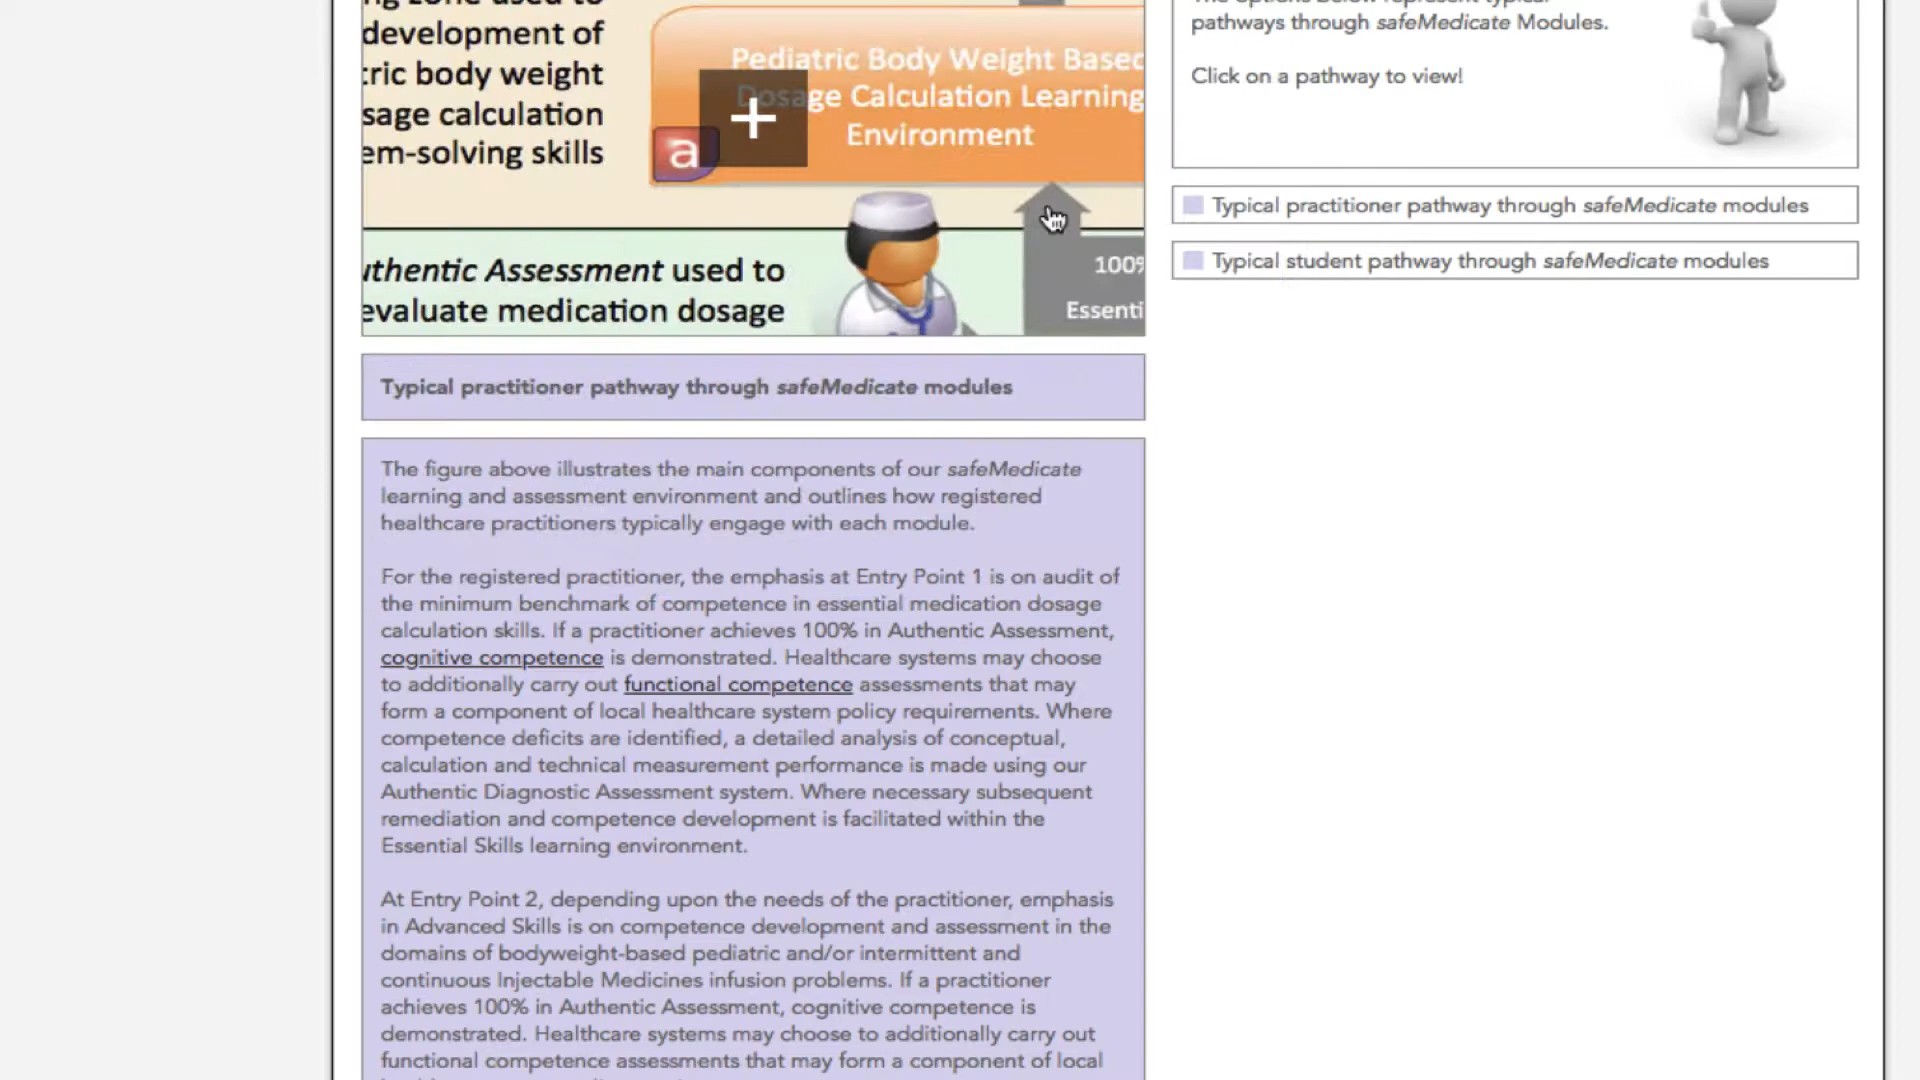 development of
tric body weight
sage calculation
em-solving skills
Pediatric Body Weight Based
Dosage Calculation Learning
Environment
a
uthentic Assessment used to
evaluate medication dosage
100%
Essenti
Typical practitioner pathway through safeMedicate modules
The figure above illustrates the main components of our safeMedicate
learning and assessment environment and outlines how registered
healthcare practitioners typically engage with each module.
For the registered practitioner, the emphasis at Entry Point 1 is on audit of
the minimum benchmark of competence in essential medication dosage
calculation skills. If a practitioner achieves 100% in Authentic Assessment,
cognitive competence is demonstrated. Healthcare systems may choose
to additionally carry out functional competence assessments that may
form a component of local healthcare system policy requirements. Where
competence deficits are identified, a detailed analysis of conceptual,
calculation and technical measurement performance is made using our
Authentic Diagnostic Assessment system. Where necessary subsequent
remediation and competence development is facilitated within the
Essential Skills learning environment.
At Entry Point 2, depending upon the needs of the practitioner, emphasis
in Advanced Skills is on competence development and assessment in the
domains of bodyweight-based pediatric and/or intermittent and
continuous Injectable Medicines infusion problems. If a practitioner
achieves 100% in Authentic Assessment, cognitive competence is
demonstrated. Healthcare systems may choose to additionally carry out
functional competence assessments that may form a component of local
pathways through safeMedicate Modules.
Click on a pathway to view!
Typical practitioner pathway through safeMedicate modules
Typical student pathway through safeMedicate modules